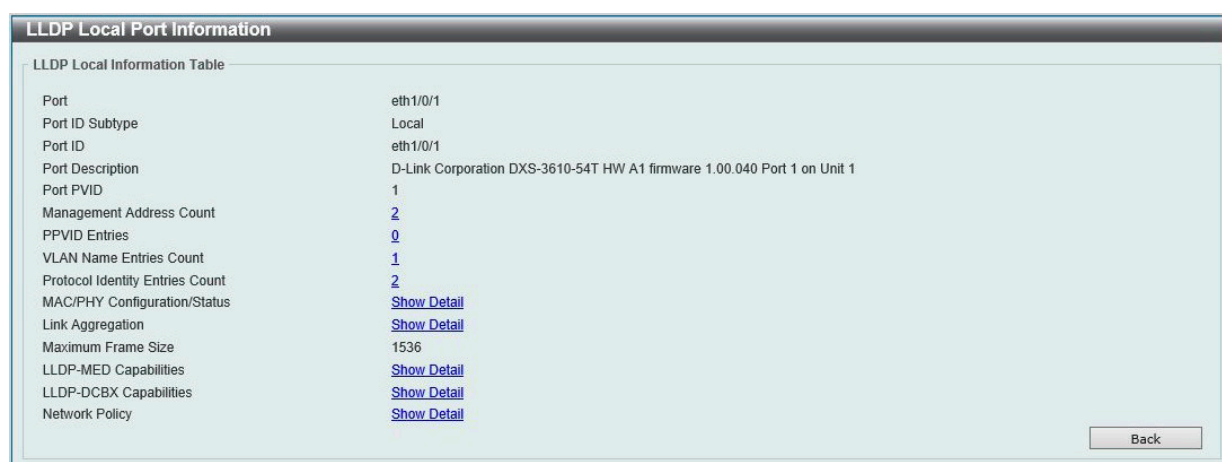 LLDP Local Port Information
LLDP Local Information Table
Port eth1/0/1
Port ID Subtype Local
Port ID eth1/0/1
Port Description D-Link Corporation DXS-3610-54T HW A1 firmware 1.00.040 Port 1 on Unit 1
Port PVID 1
Management Address Count 2
PPVID Entries 0
VLAN Name Entries Count 1
Protocol Identity Entries Count 2
MAC/PHY Configuration/Status Show Detail
Link Aggregation Show Detail
Maximum Frame Size 1536
LLDP-MED Capabilities Show Detail
LLDP-DCBX Capabilities Show Detail
Network Policy Show Detail
Back